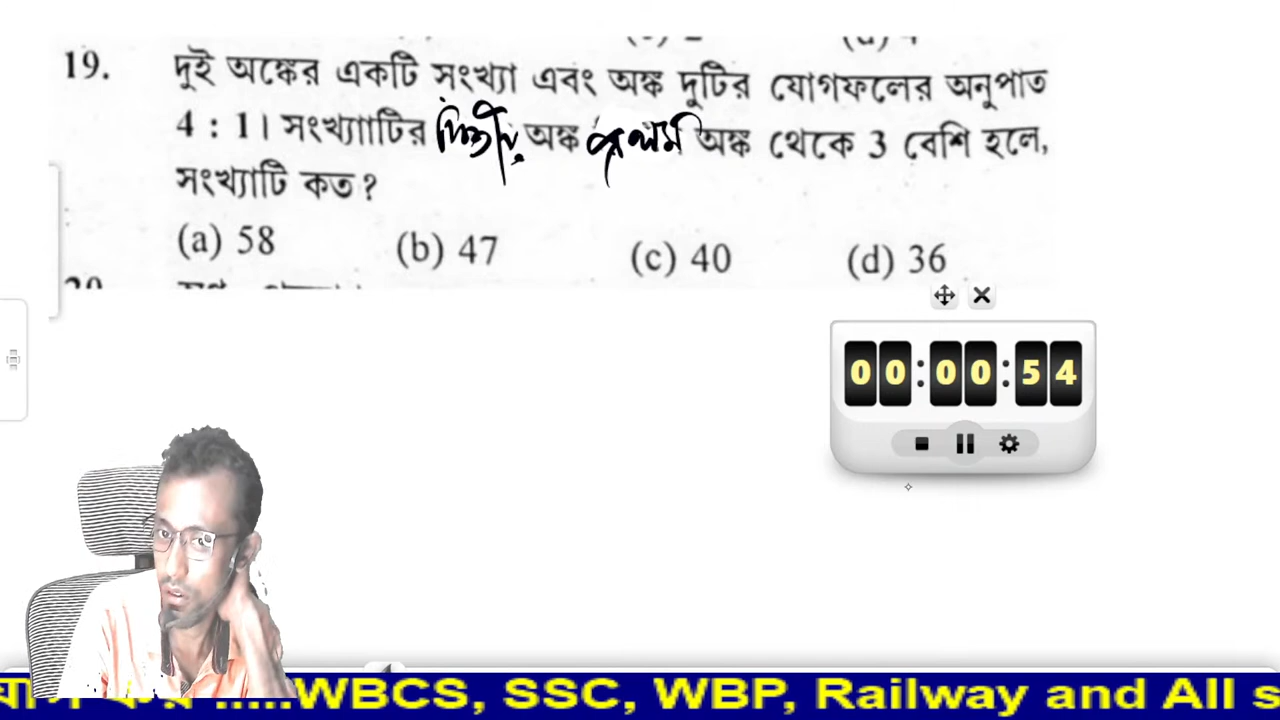 19. দুই অঙ্কের একটি সংখ্যা এবং অঙ্ক দুটির যোগফলের অনুপাত
4 : 1। সংখ্যাাটির দ্বিতীয় অঙ্ক প্রথম অঙ্ক থেকে 3 বেশি হলে,
সংখ্যাটি কত?
(a) 58 (b) 47 (c) 40 (d) 36
00:00:54
.....WBCS, SSC, WBP, Railway and All s